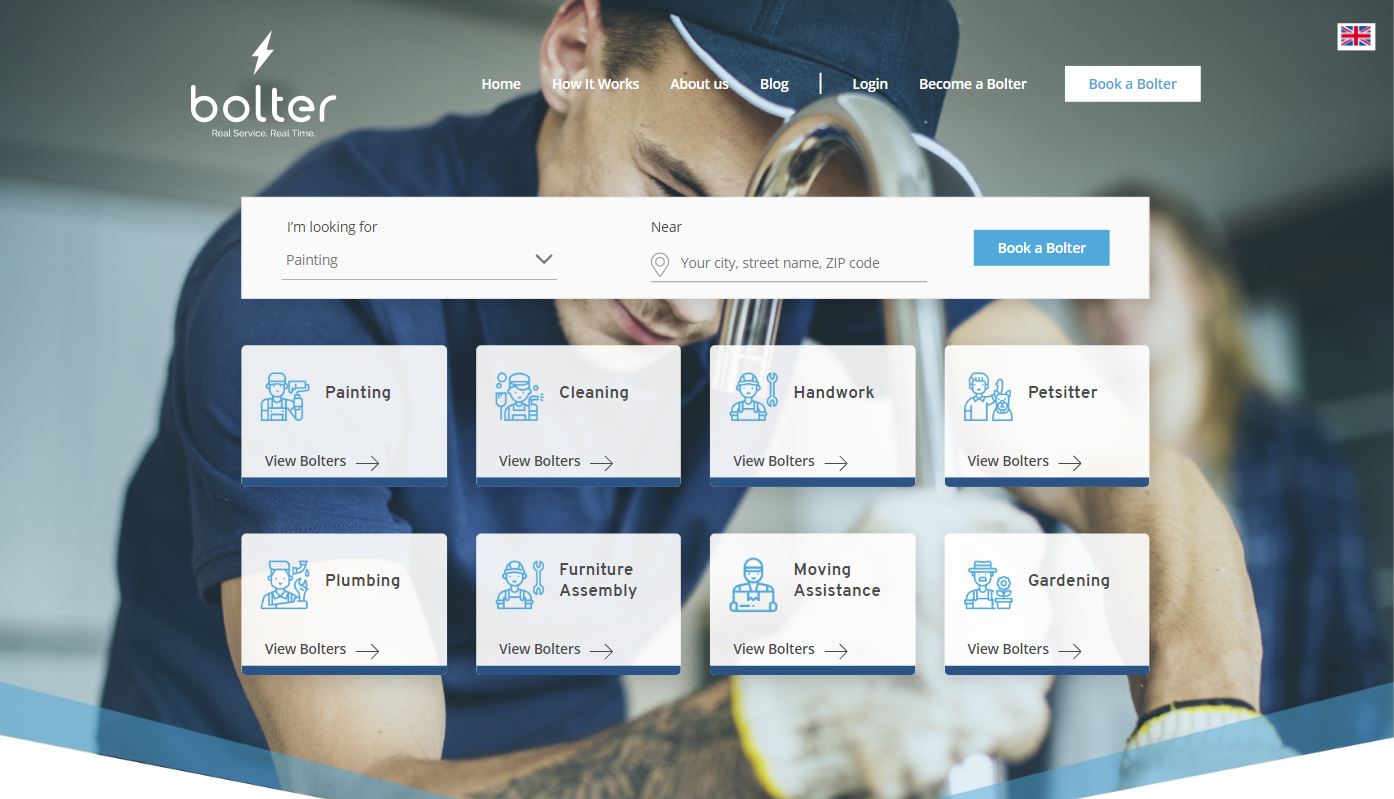 bolter
Real Service. Real Time.
Home
How It Works
About us
Blog
Login
Become a Bolter
Book a Bolter
I'm looking for
Painting
Near
Your city, street name, ZIP code
Book a Bolter
Painting
View Bolters
Cleaning
View Bolters
Handwork
View Bolters
Petsitter
View Bolters
Plumbing
View Bolters
Furniture
Assembly
View Bolters
Moving
Assistance
View Bolters
Gardening
View Bolters